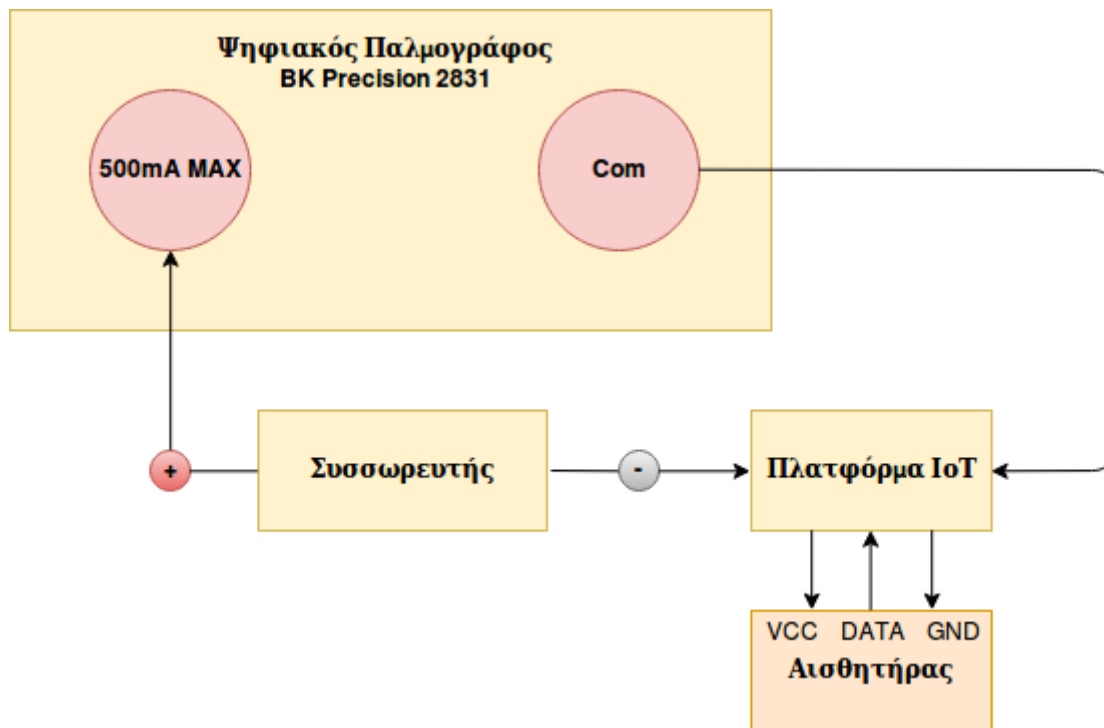 Ψηφιακός Παλμογράφος
BK Precision 2831
500mA MAX
Com
+
Συσσωρευτής
-
Πλατφόρμα IoT
VCC DATA GND
Αισθητήρας